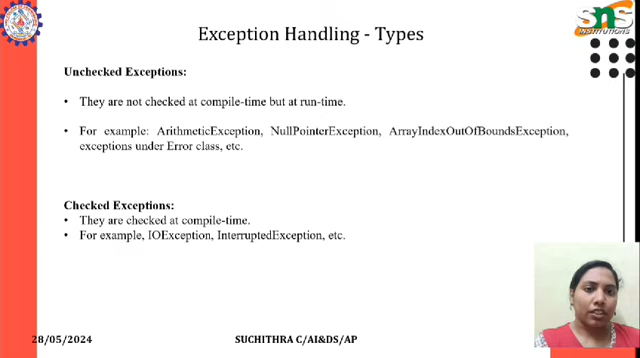 Exception Handling - Types
sns
INSTITUTIONS
Unchecked Exceptions:
• They are not checked at compile-time but at run-time.
• For example: ArithmeticException, NullPointerException, ArrayIndexOutOfBoundsException,
exceptions under Error class, etc.
Checked Exceptions:
• They are checked at compile-time.
• For example, IOException, InterruptedException, etc.
28/05/2024
SUCHITHRA C/AI&DS/AP